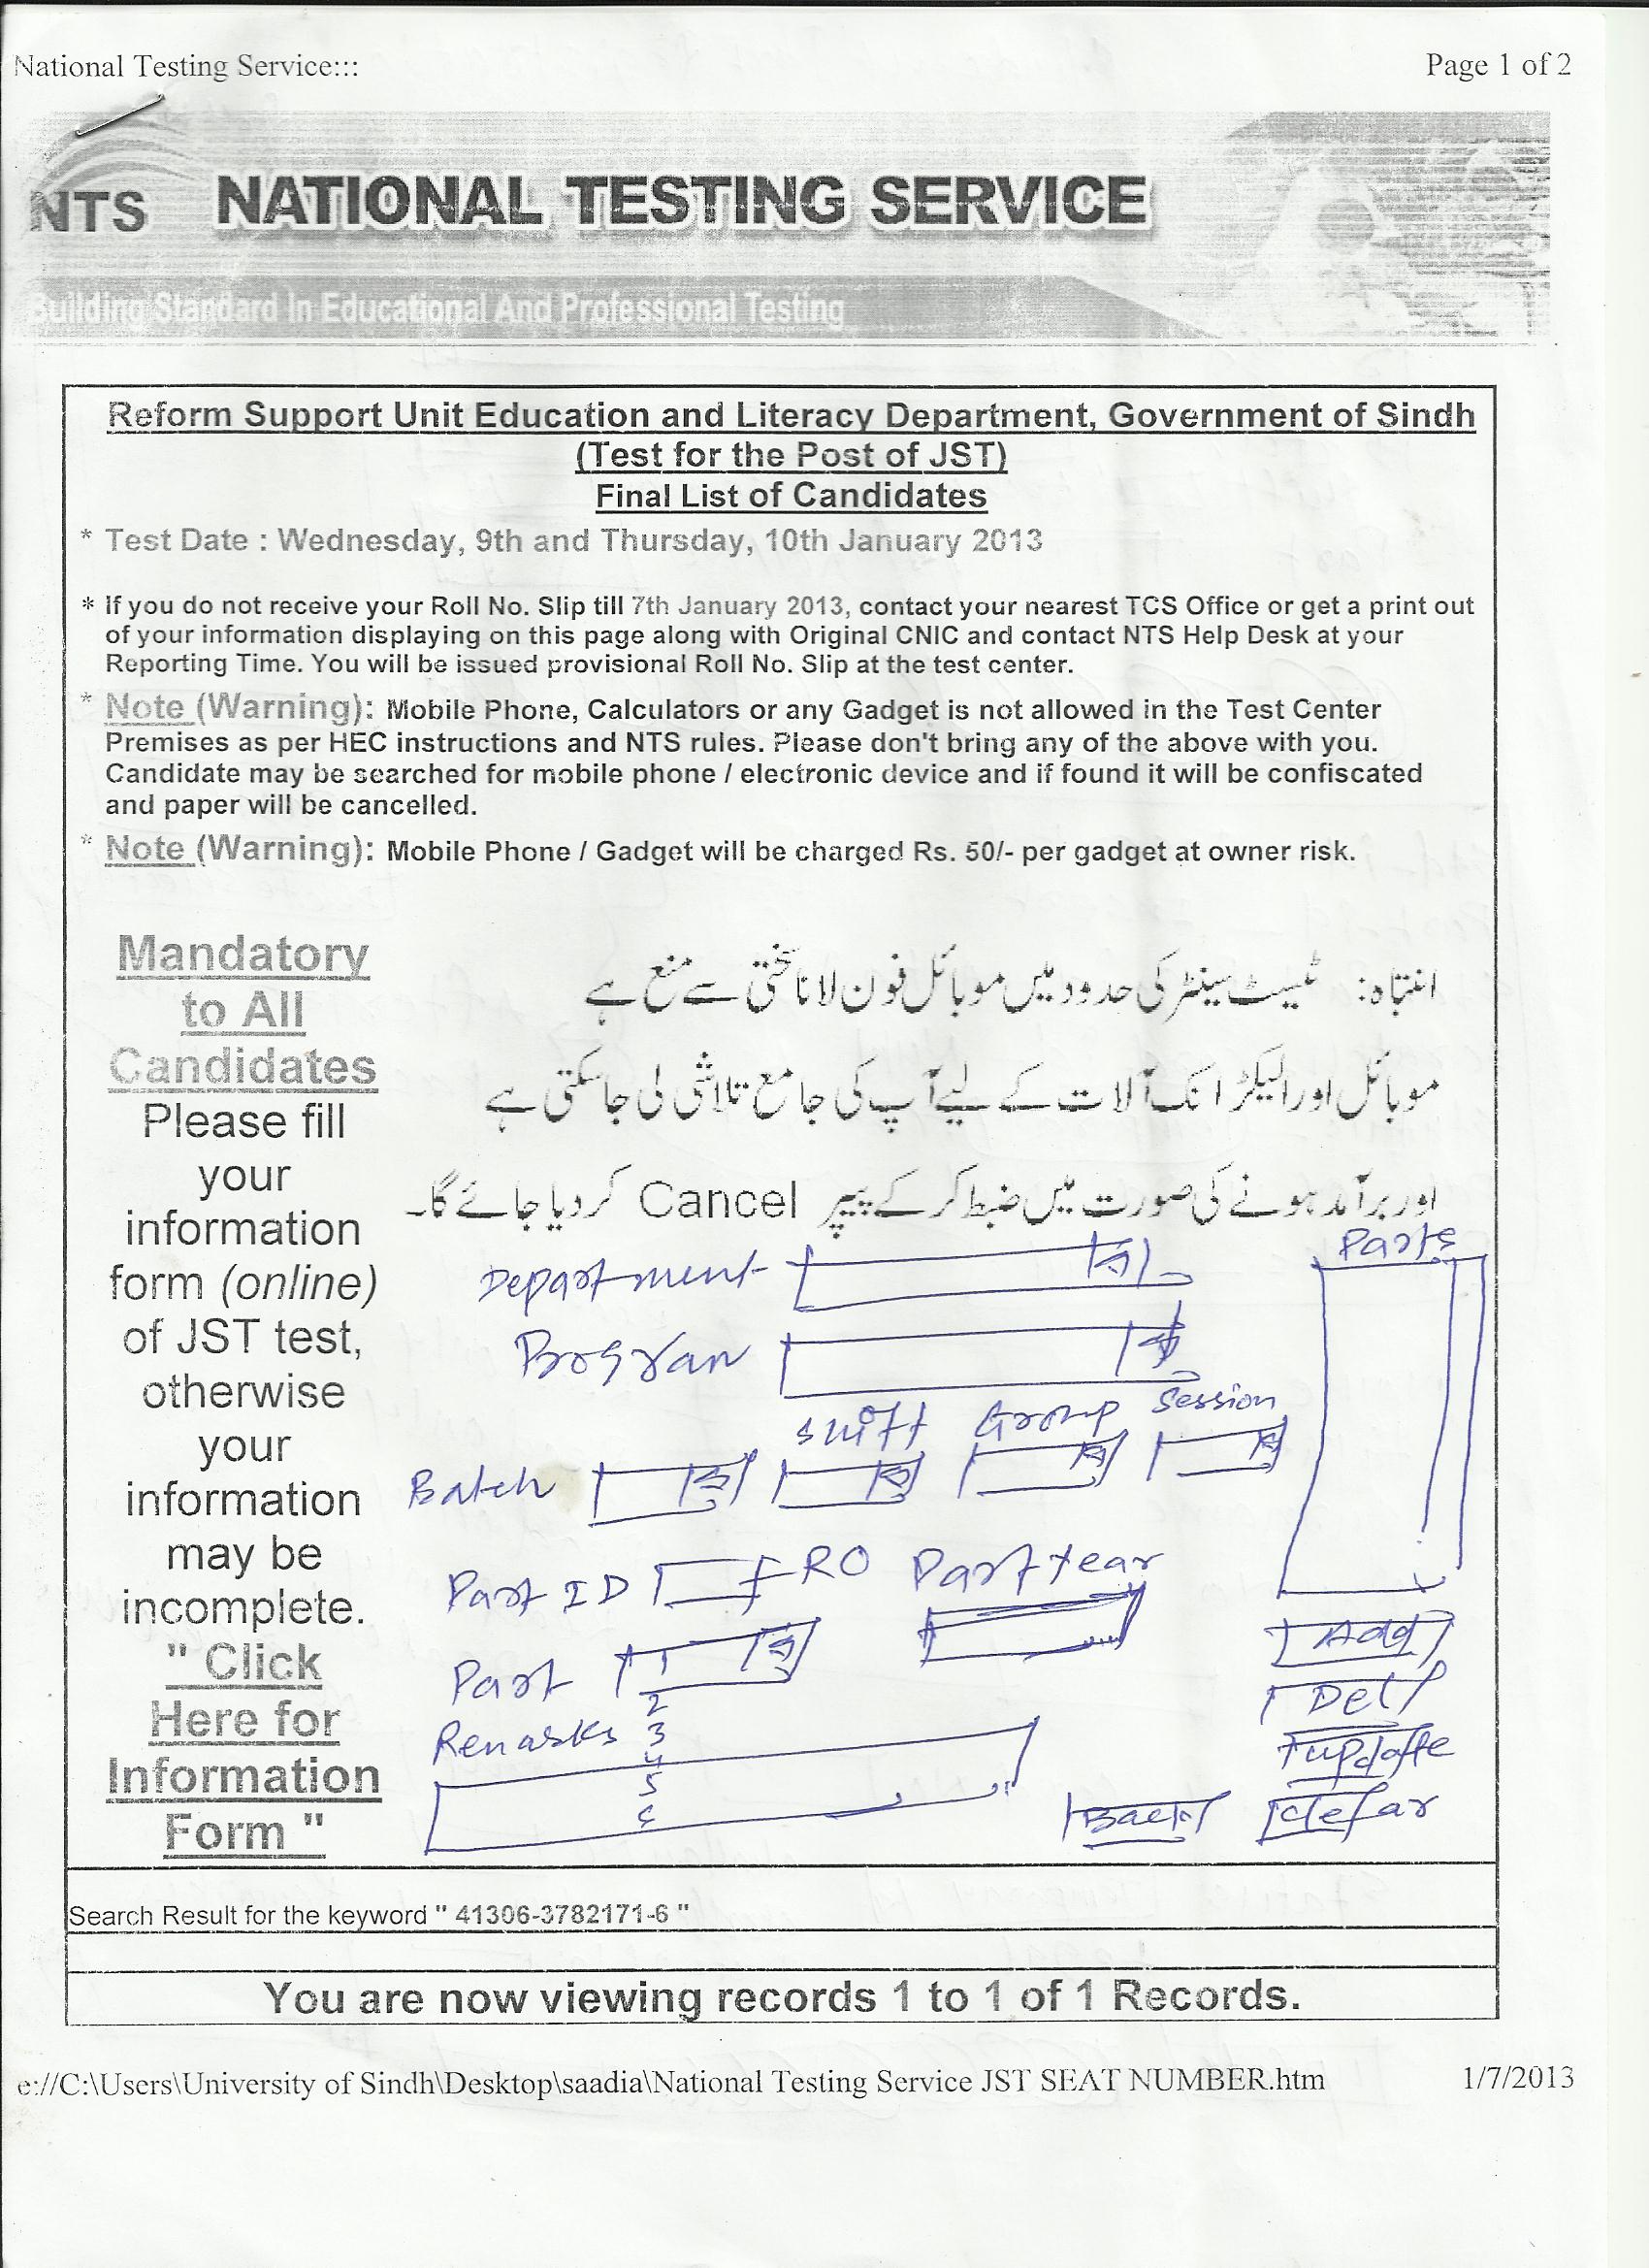 National Testing Service::: Page 1 of 2
NTS NATIONAL TESTING SERVICE
Building Standard In Educational And Professional Testing
Reform Support Unit Education and Literacy Department, Government of Sindh
(Test for the Post of JST)
Final List of Candidates
* Test Date : Wednesday, 9th and Thursday, 10th January 2013
* If you do not receive your Roll No. Slip till 7th January 2013, contact your nearest TCS Office or get a print out
of your information displaying on this page along with Original CNIC and contact NTS Help Desk at your
Reporting Time. You will be issued provisional Roll No. Slip at the test center.
* Note (Warning): Mobile Phone, Calculators or any Gadget is not allowed in the Test Center
Premises as per HEC instructions and NTS rules. Please don't bring any of the above with you.
Candidate may be searched for mobile phone / electronic device and if found it will be confiscated
and paper will be cancelled.
* Note (Warning): Mobile Phone / Gadget will be charged Rs. 50/- per gadget at owner risk.
Mandatory
to All
Candidates
Please fill
your
information
form (online)
of JST test,
otherwise
your
information
may be
incomplete.
" Click
Here for
Information
Form "
انتباہ: ٹیسٹ سینٹر کی حدود میں موبائل فون لانا سختی سے منع ہے
موبائل اور الیکڑانک آلات کے لیے آپ کی جامع تلاشی لی جاسکتی ہے
اور برآمد ہونے کی صورت میں ضبط کر کے پیپر Cancel کردیا جائے گا۔
Parts
Department
Program
Shift Group Session
Batch
Part ID RO Part Year
Part 1
2
Remarks 3
4
5
6
Add
Del
Update
Back Clear
Search Result for the keyword " 41306-3782171-6 "
You are now viewing records 1 to 1 of 1 Records.
e://C:\Users\University of Sindh\Desktop\saadia\National Testing Service JST SEAT NUMBER.htm 1/7/2013